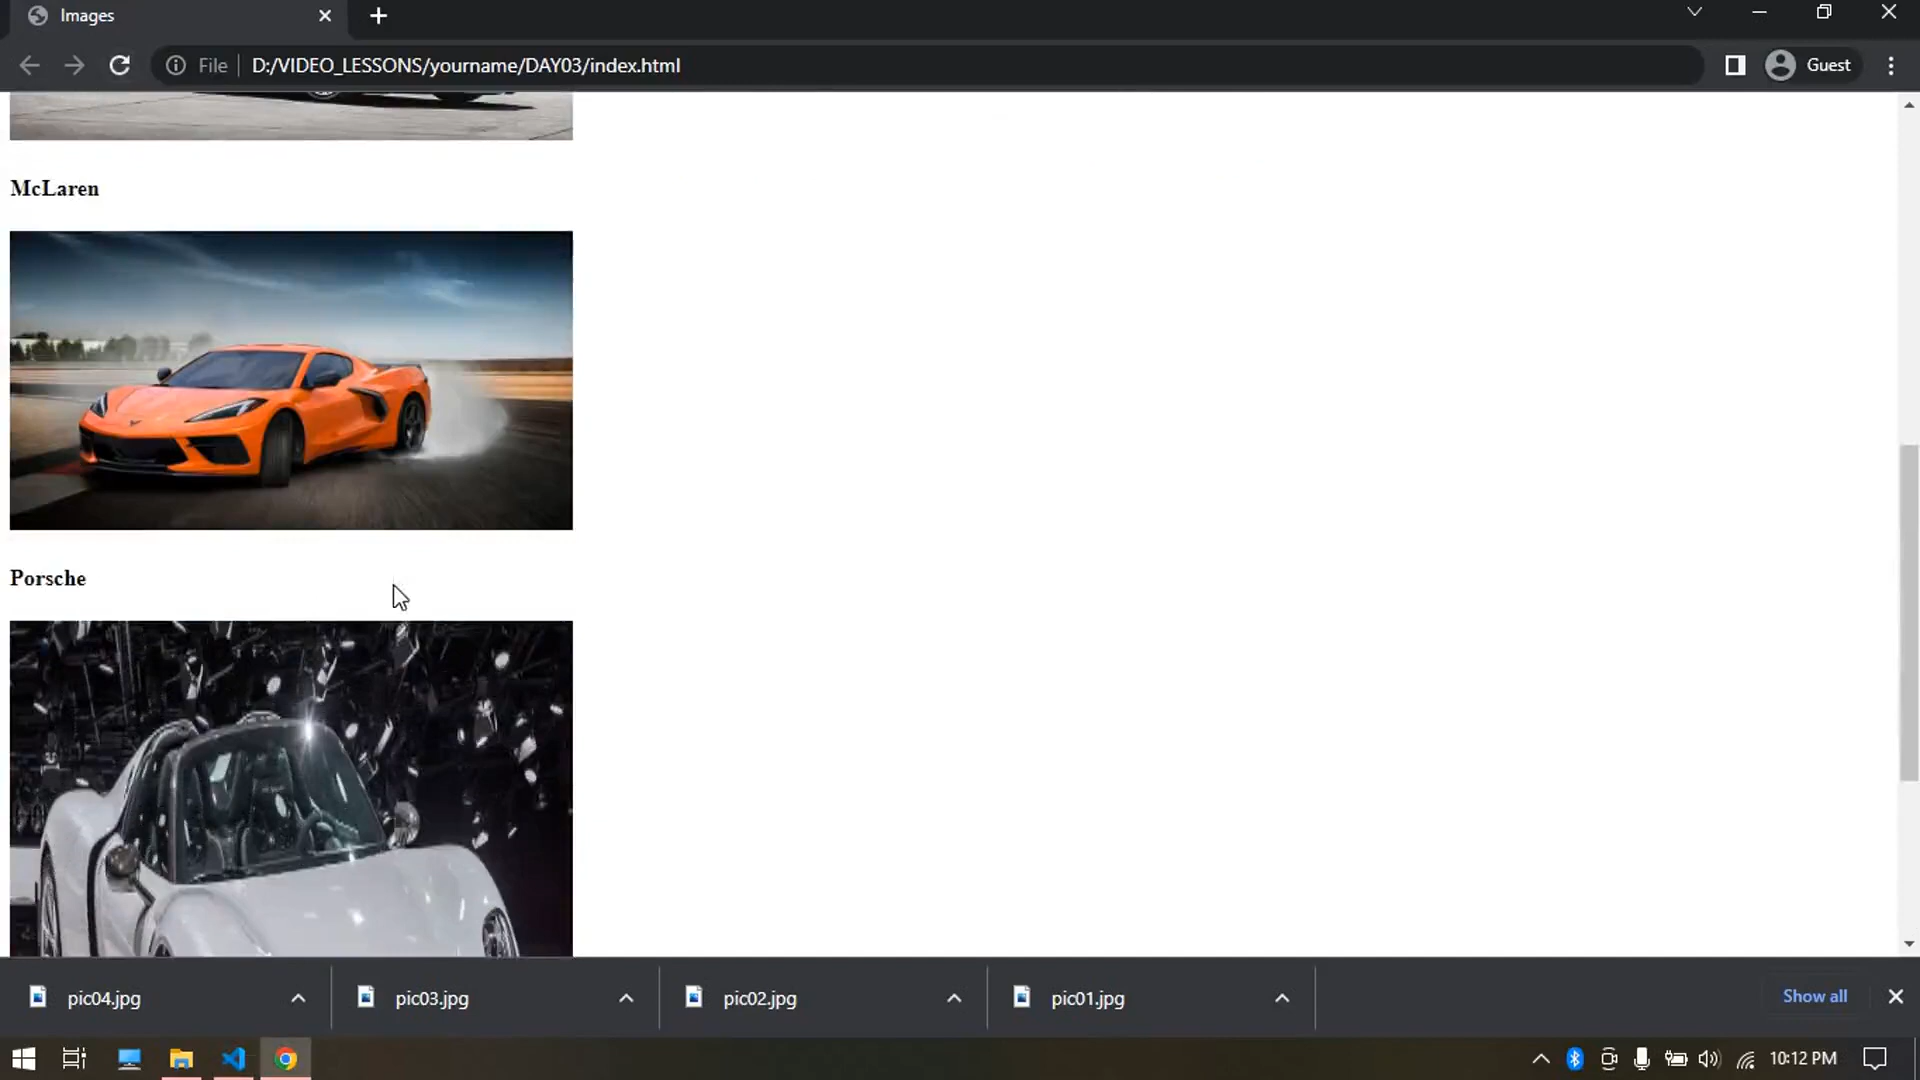 Images
File
D:/VIDEO_LESSONS/yourname/DAY03/index.html
Guest
McLaren
Porsche
pic04.jpg
pic03.jpg
pic02.jpg
pic01.jpg
Show all
10:12 PM